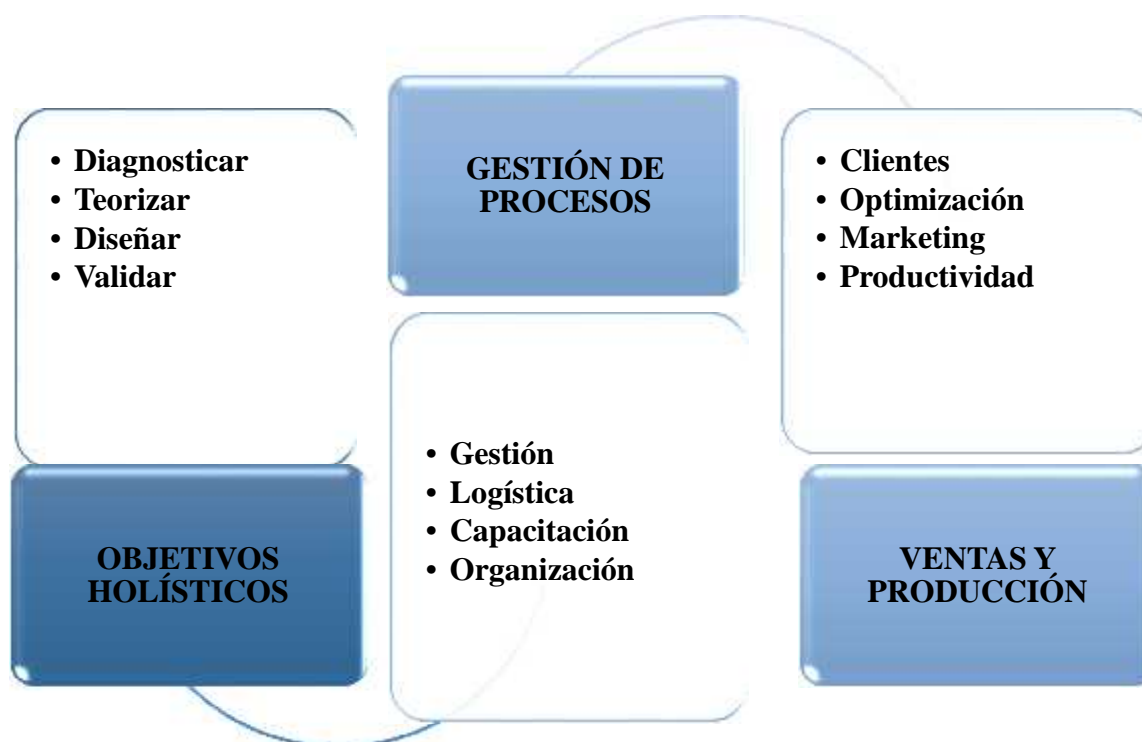 • Diagnosticar
• Teorizar
• Diseñar
• Validar
OBJETIVOS
HOLÍSTICOS
GESTIÓN DE
PROCESOS
• Gestión
• Logística
• Capacitación
• Organización
• Clientes
• Optimización
• Marketing
• Productividad
VENTAS Y
PRODUCCIÓN